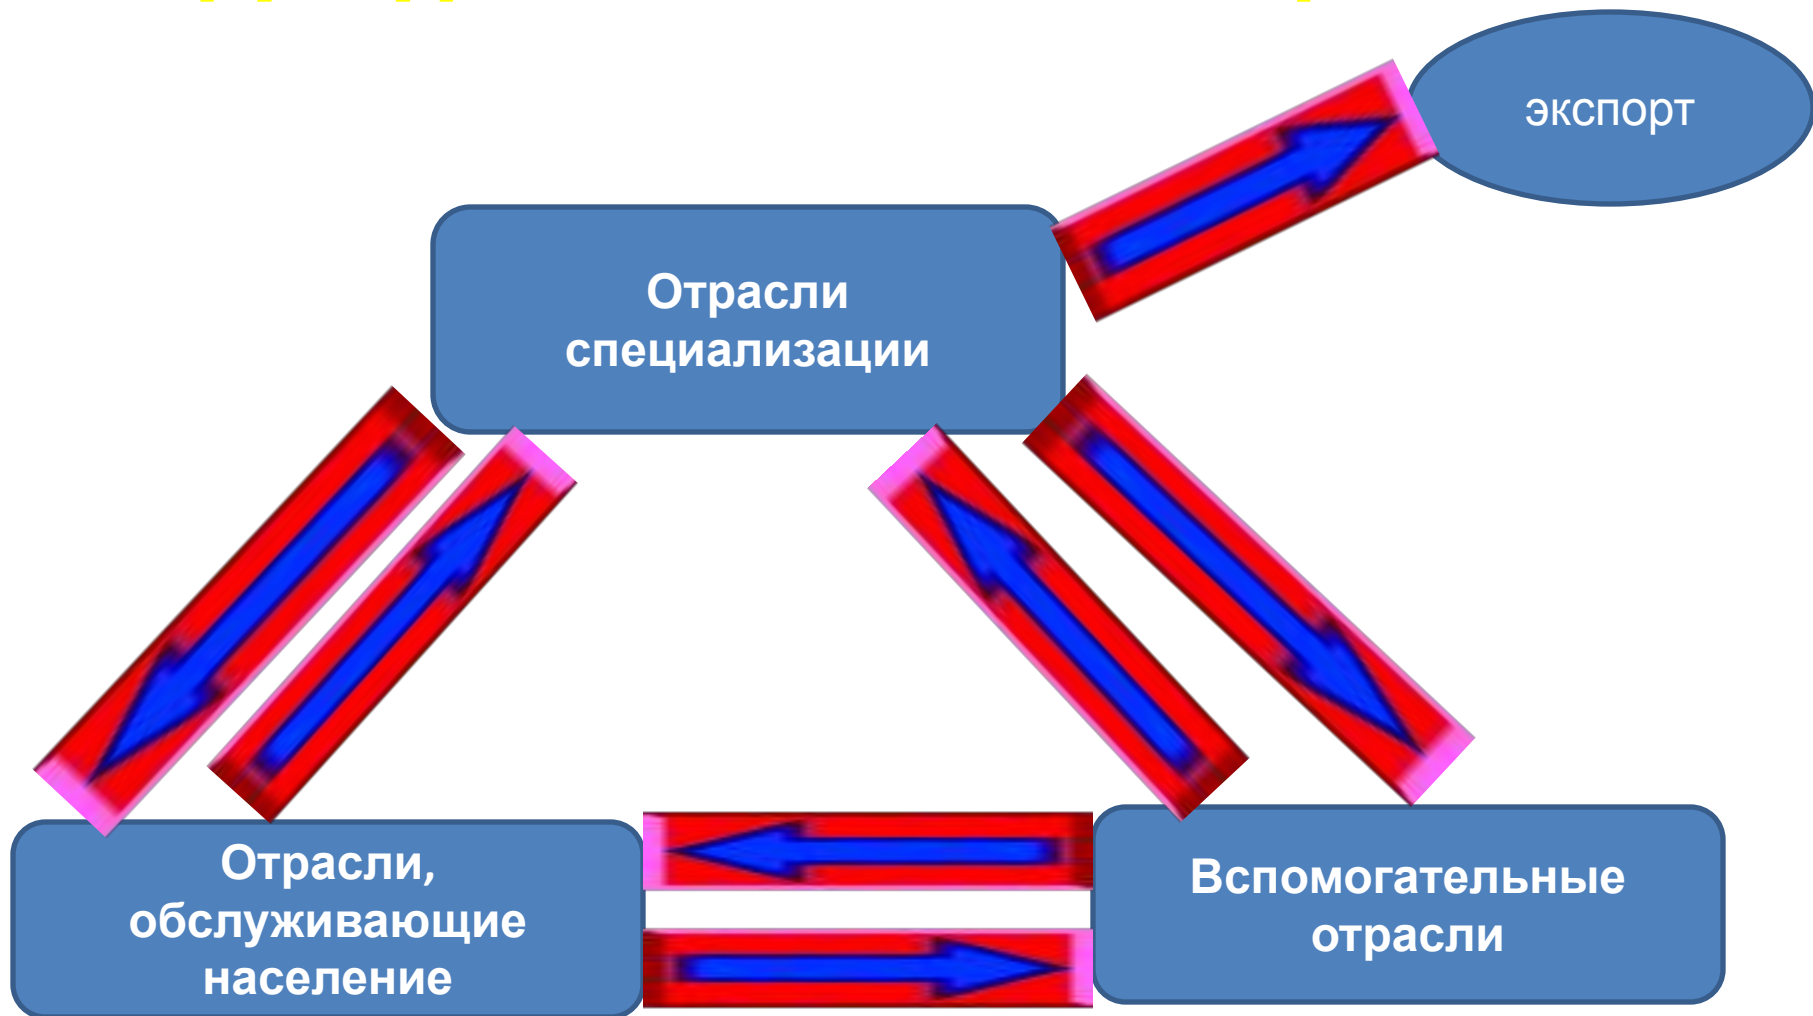 экспорт
Отрасли
специализации
Отрасли,
обслуживающие
население
Вспомогательные
отрасли